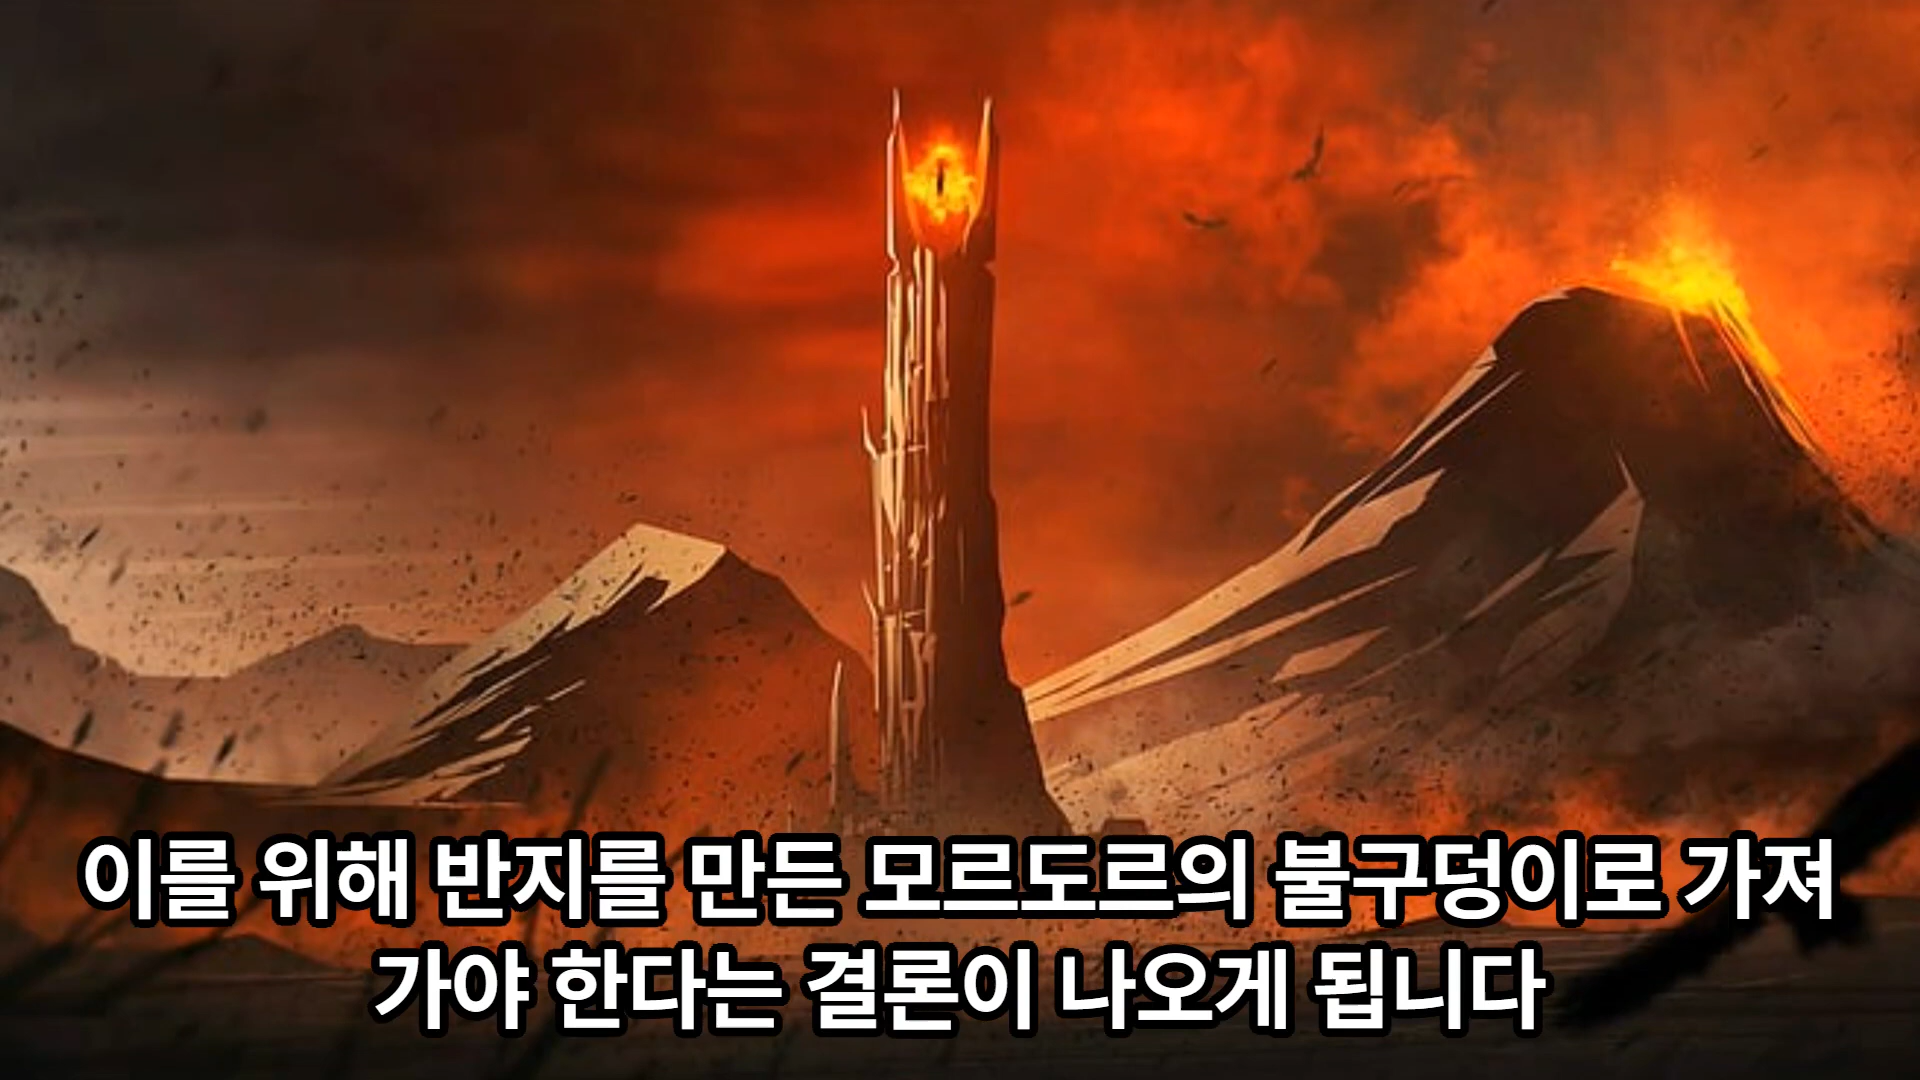 이를 위해 반지를 만든 모르도르의 불구덩이로 가져
가야 한다는 결론이 나오게 됩니다